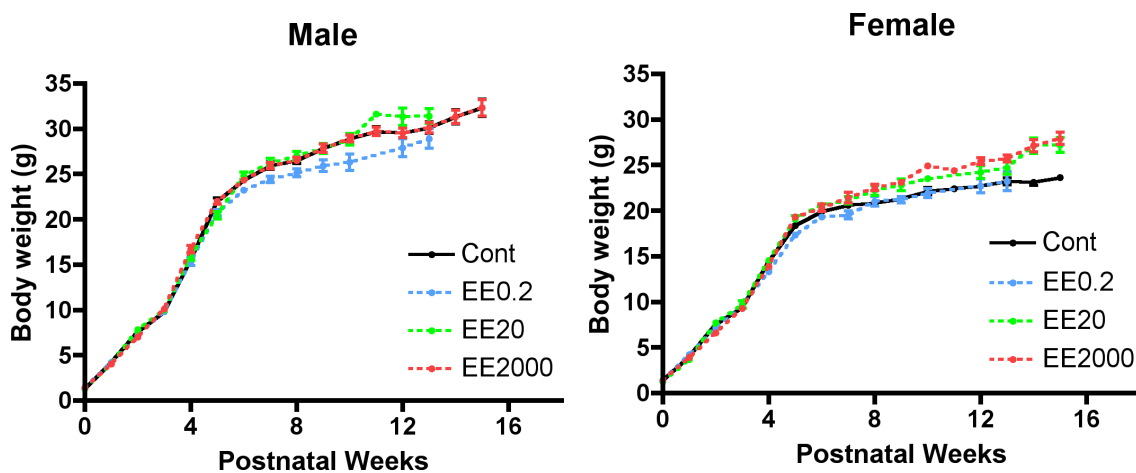 Male
Body weight (g)
35
30
25
20
15
10
5
0
0 4 8 12 16
Postnatal Weeks
Cont
EE0.2
EE20
EE2000
Female
Body weight (g)
35
30
25
20
15
10
5
0
0 4 8 12 16
Postnatal Weeks
Cont
EE0.2
EE20
EE2000